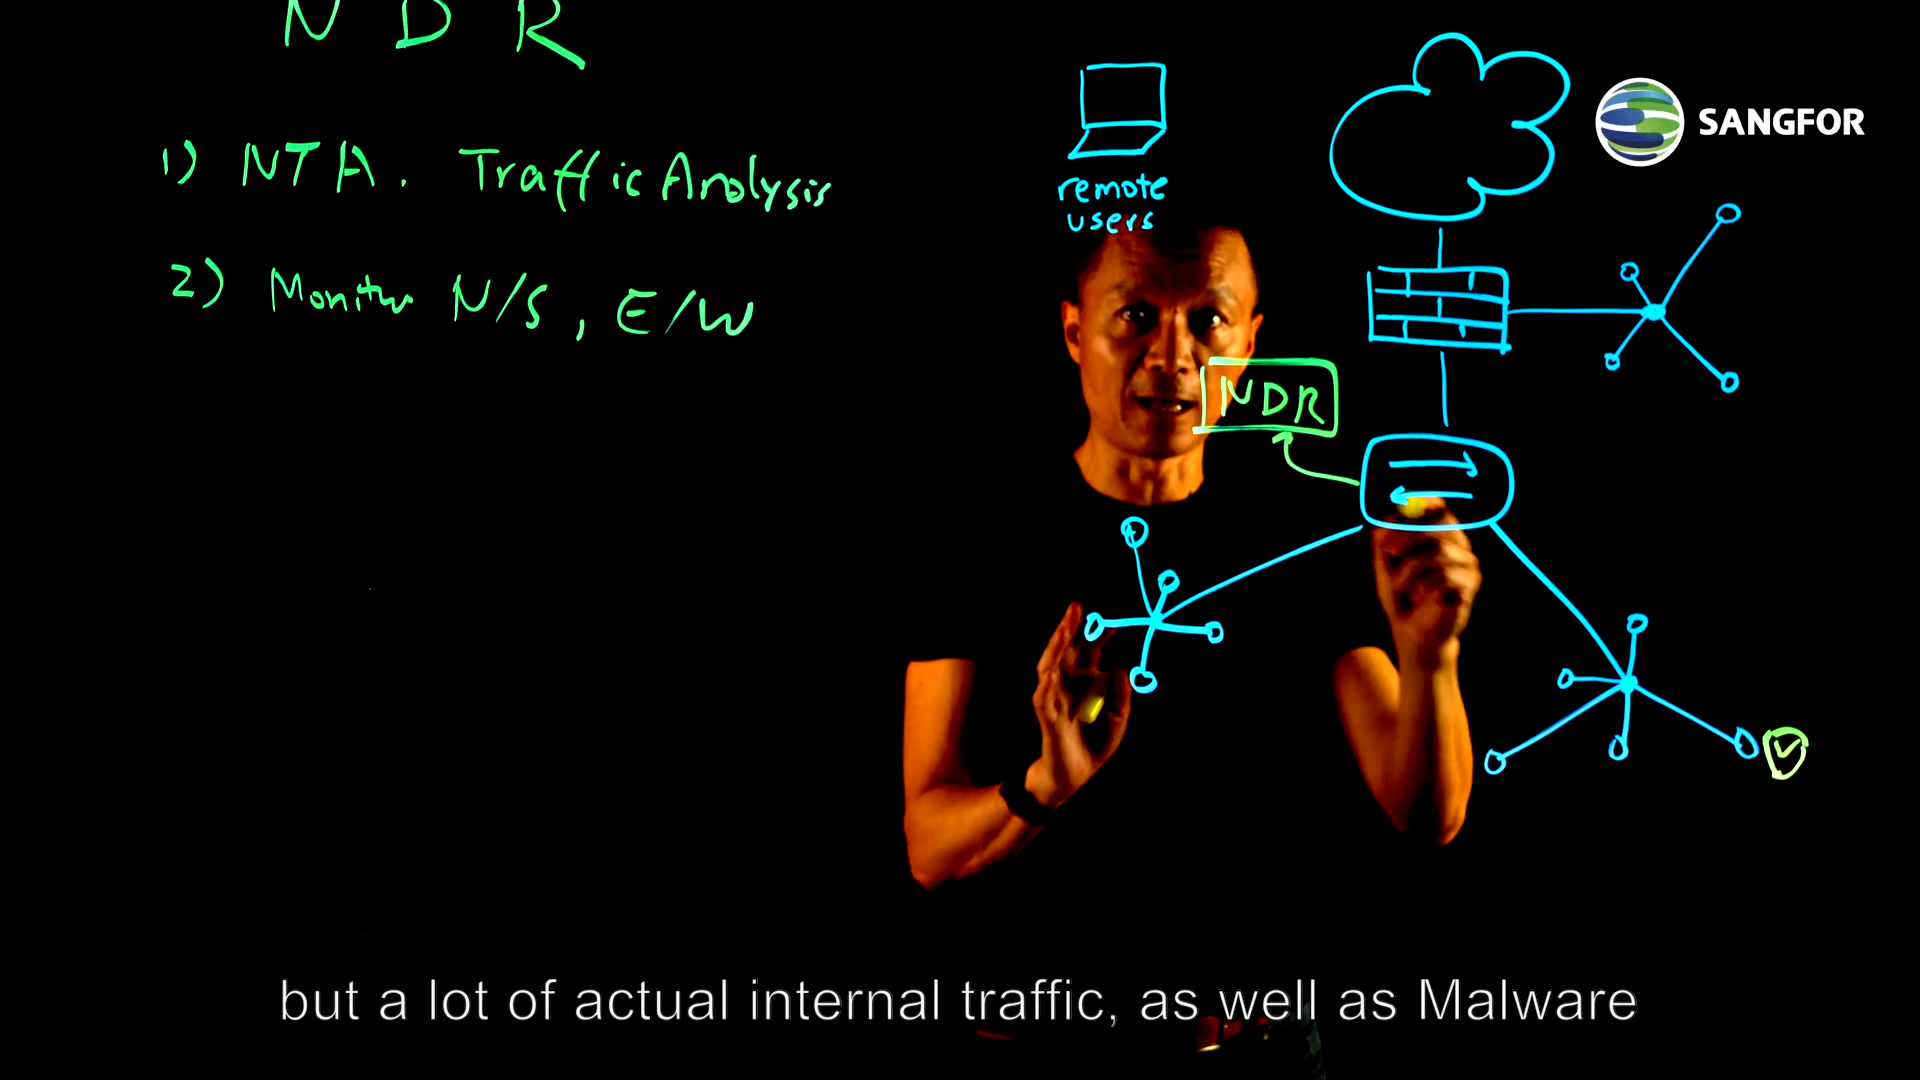 NDR
1) NTA. Traffic Analysis
2) Monitor N/S, E/W
remote
users
SANGFOR
NDR
but a lot of actual internal traffic, as well as Malware